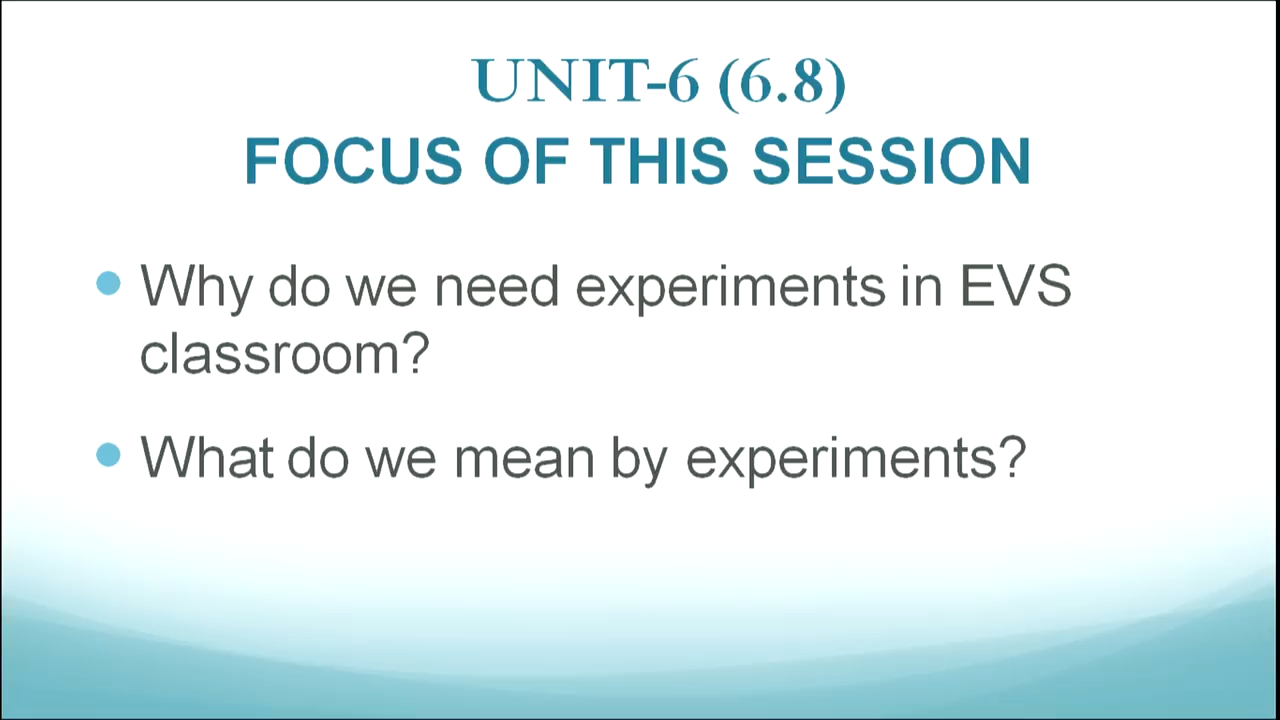 UNIT-6 (6.8)
FOCUS OF THIS SESSION
Why do we need experiments in EVS
classroom?
What do we mean by experiments?